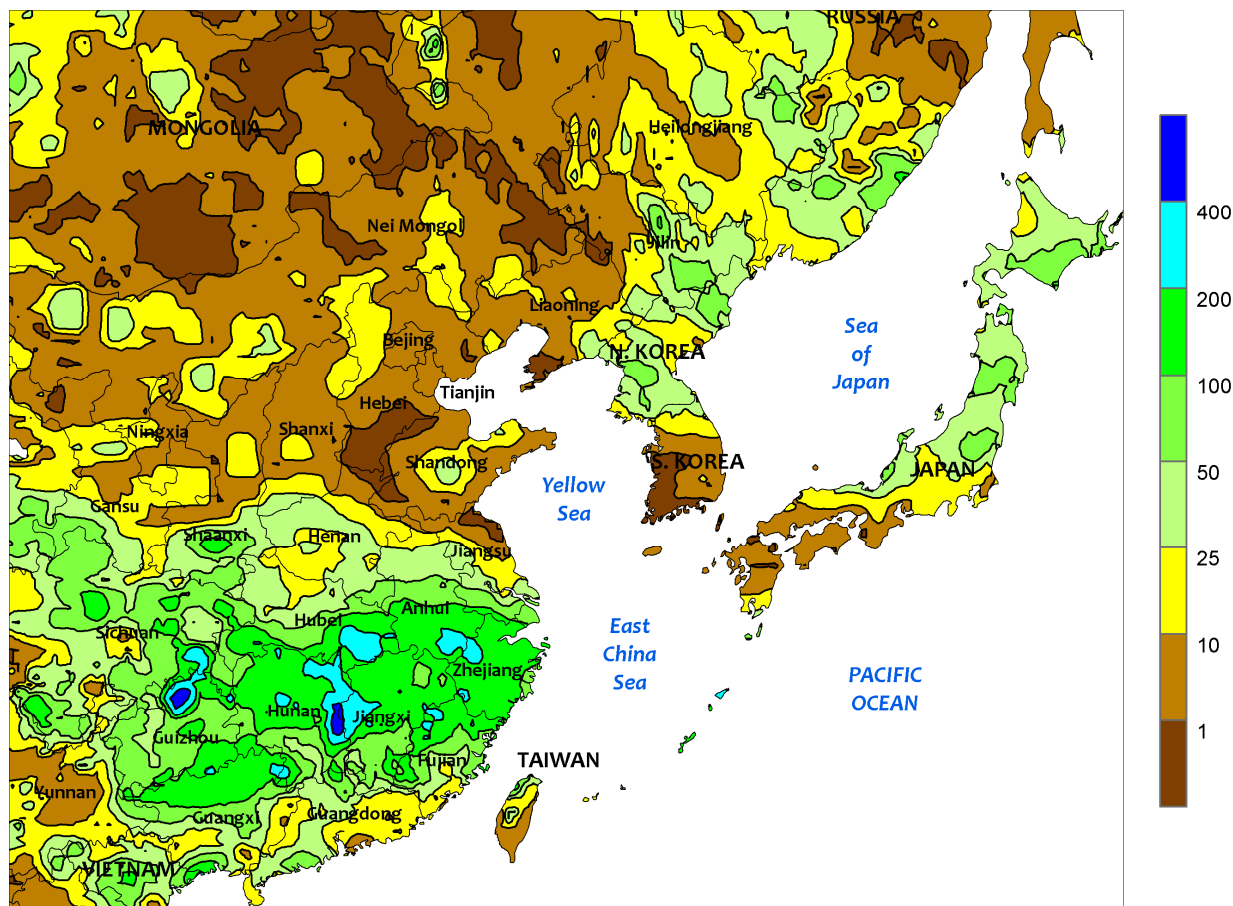 RUSSIA
MONGOLIA
Heilongjiang
Nei Mongol
Jilin
Liaoning
Bejing
N. KOREA
Sea
of
Japan
Tianjin
Hebei
Ningxia
Shanxi
Shandong
S. KOREA
JAPAN
Yellow
Sea
Gansu
Shaanxi
Henan
Jiangsu
Anhui
Hubei
Sichuan
East
China
Sea
Zhejiang
PACIFIC
OCEAN
Hunan
Jiangxi
Guizhou
Fujian
TAIWAN
Yunnan
Guangxi
Guangdong
VIETNAM
400
200
100
50
25
10
1